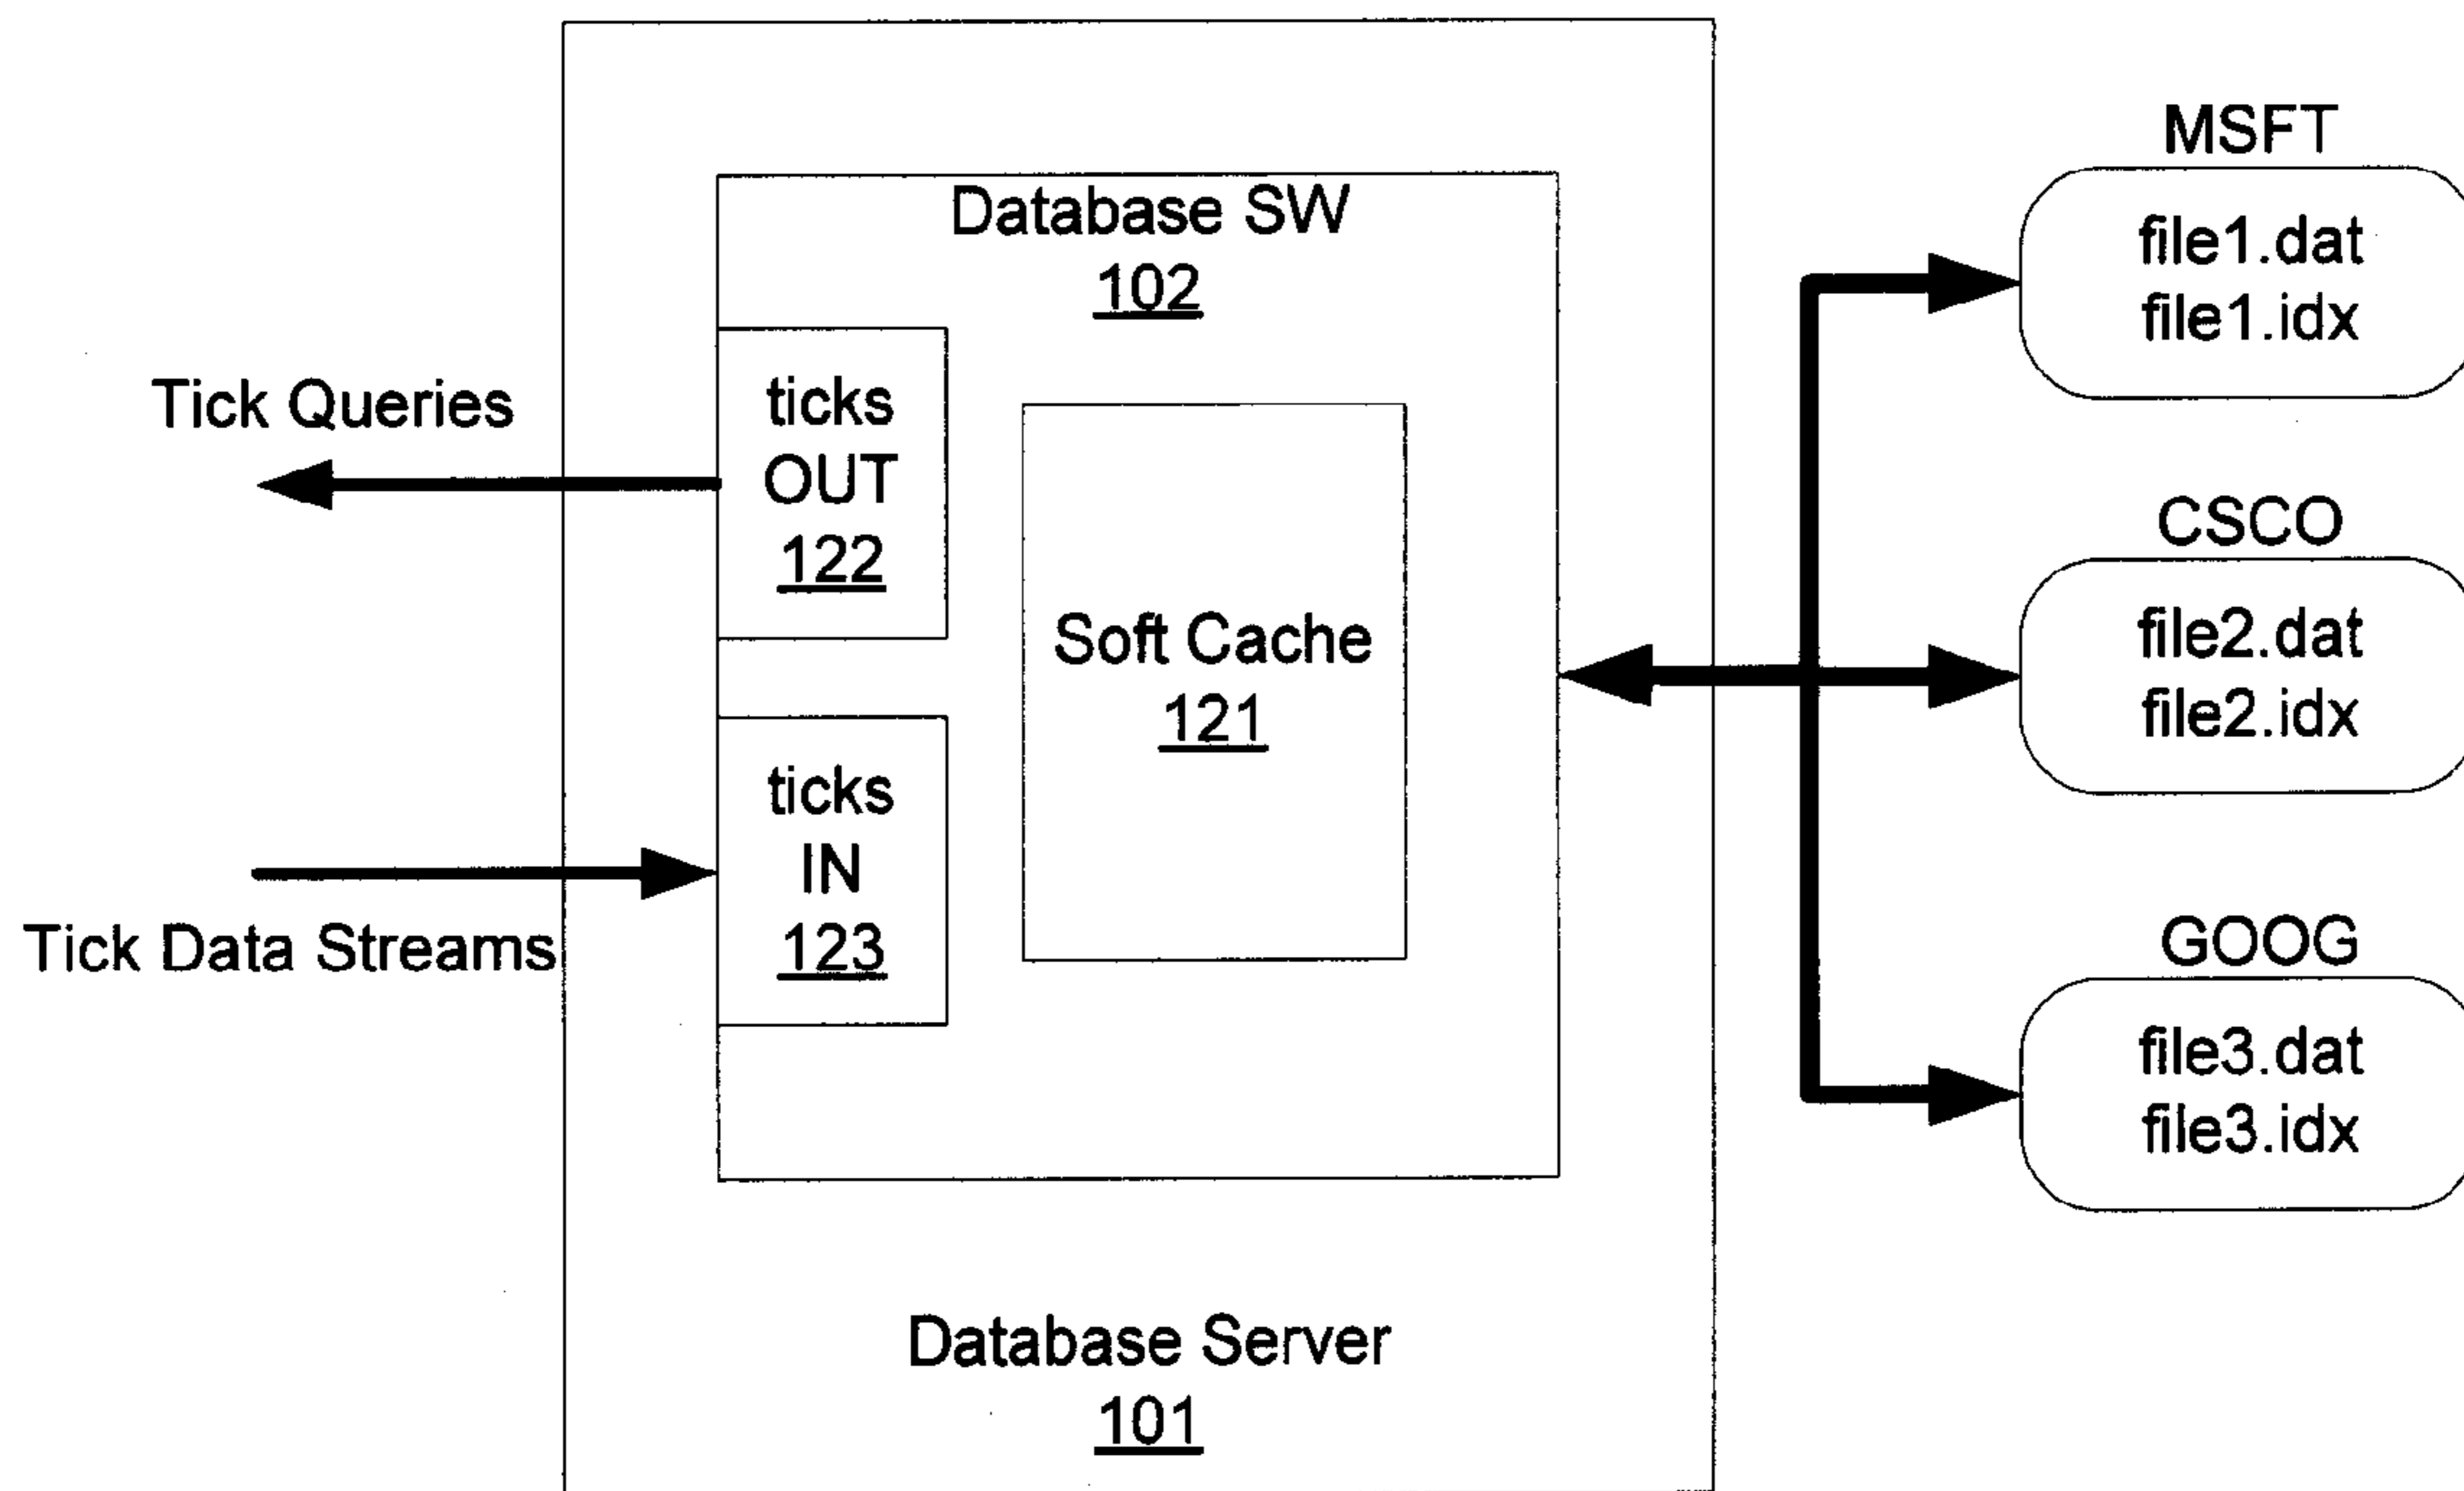 MSFT
file1.dat
file1.idx
Database SW
102
ticks
OUT
122
Tick Queries
Soft Cache
121
CSCO
file2.dat
file2.idx
ticks
IN
123
Tick Data Streams
GOOG
file3.dat
file3.idx
Database Server
101